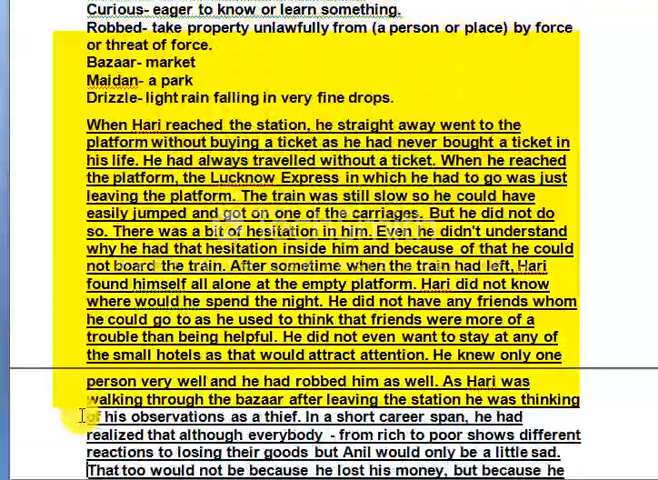 Curious- eager to know or learn something.
Robbed- take property unlawfully from (a person or place) by force
or threat of force.
Bazaar- market
Maidan- a park
Drizzle- light rain falling in very fine drops.
When Hari reached the station, he straight away went to the
platform without buying a ticket as he had never bought a ticket in
his life. He had always travelled without a ticket. When he reached
the platform, the Lucknow Express in which he had to go was just
leaving the platform. The train was still slow so he could have
easily jumped and got on one of the carriages. But he did not do
so. There was a bit of hesitation in him. Even he didn't understand
why he had that hesitation inside him and because of that he could
not board the train. After sometime when the train had left, Hari
found himself all alone at the empty platform. Hari did not know
where would he spend the night. He did not have any friends whom
he could go to as he used to think that friends were more of a
trouble than being helpful. He did not even want to stay at any of
the small hotels as that would attract attention. He knew only one
person very well and he had robbed him as well. As Hari was
walking through the bazaar after leaving the station he was thinking
of his observations as a thief. In a short career span, he had
realized that although everybody - from rich to poor shows different
reactions to losing their goods but Anil would only be a little sad.
That too would not be because he lost his money, but because he